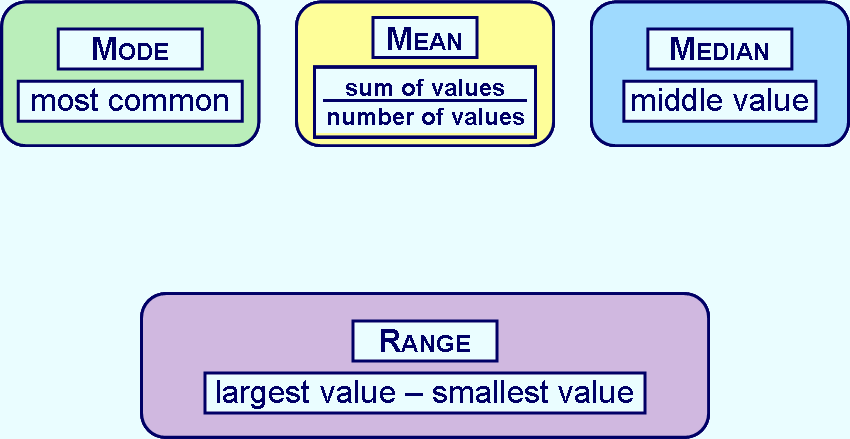 MODE
most common
MEAN
sum of values
number of values
MEDIAN
middle value
RANGE
largest value – smallest value